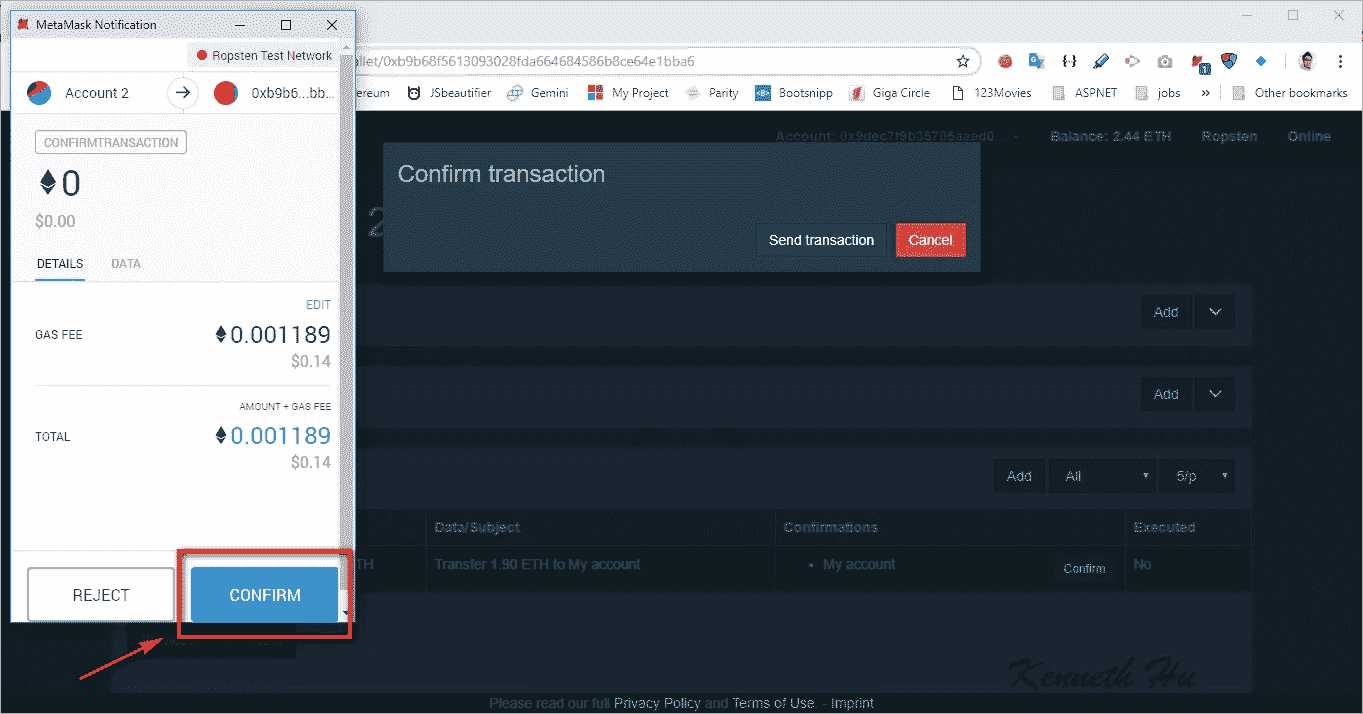 MetaMask Notification
Ropsten Test Network
Account 2
0xb9b6...bb...
CONFIRMTRANSACTION
0
$0.00
DETAILS DATA
EDIT
GAS FEE 0.001189
$0.14
AMOUNT + GAS FEE
TOTAL 0.001189
$0.14
REJECT CONFIRM
allet/0xb9b68f5613093028fda664684586b8ce64e1bba6
ereum JSbeautifier Gemini My Project Parity Bootsnipp Giga Circle 123Movies ASPNET jobs » Other bookmarks
Account: 0x9dec7f9b35705aaad0... Balance: 2.44 ETH Ropsten Online
2
Confirm transaction
Send transaction Cancel
Add
Add
Add All 5/p
Data/Subject Confirmations Executed
TH Transfer 1.90 ETH to My account My account Confirm No
Kenneth Hu
Please read our full Privacy Policy and Terms of Use. - Imprint